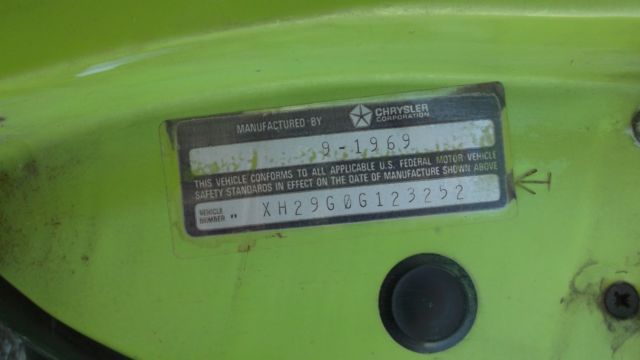 MANUFACTURED BY CHRYSLER CORPORATION
9-1969
THIS VEHICLE CONFORMS TO ALL APPLICABLE U.S. FEDERAL MOTOR VEHICLE
SAFETY STANDARDS IN EFFECT ON THE DATE OF MANUFACTURE SHOWN ABOVE
VEHICLE NUMBER " XH29G0G123252